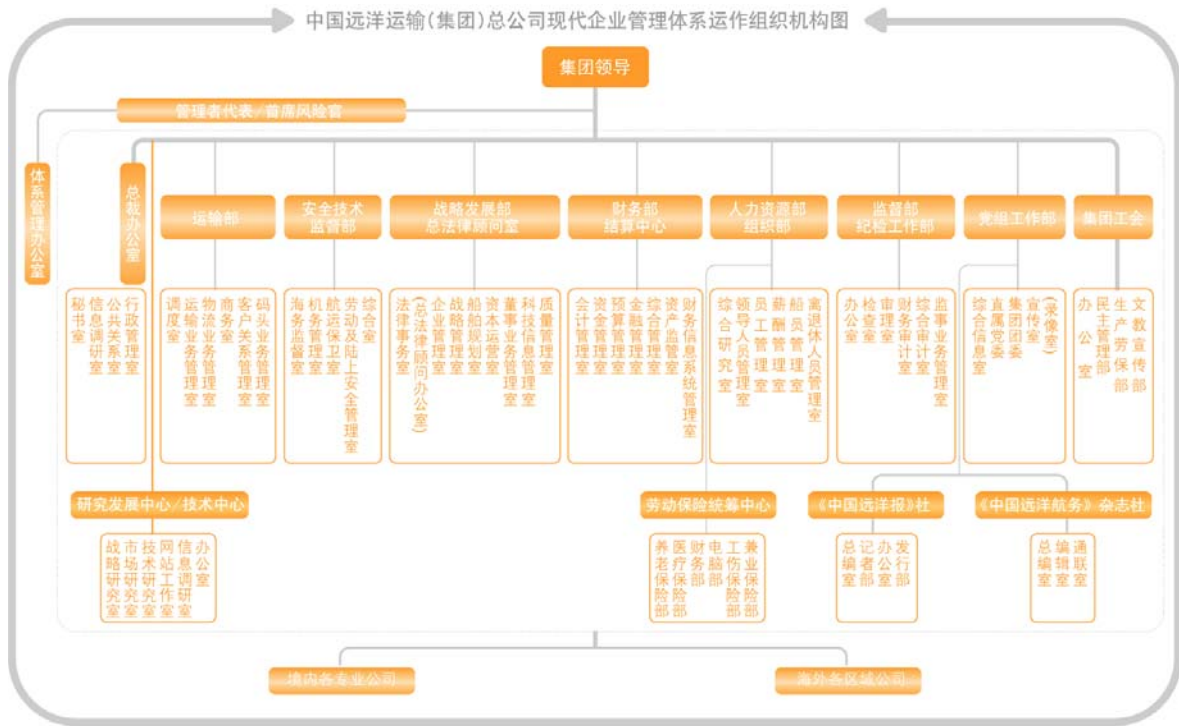 中国远洋运输(集团)总公司现代企业管理体系运作组织机构图
集团领导
管理者代表/首席风险官
体系管理办公室
总裁办公室
运输部
安全技术
监督部
战略发展部
总法律顾问室
财务部
结算中心
人力资源部
组织部
监督部
纪检工作部
党组工作部
集团工会
秘书室
信息调研室
公共关系室
行政管理室
调度室
运输业务管理室
物流业务管理室
商务室
客户关系管理室
码头业务管理室
海务监督室
机务管理室
航运保卫室
劳动及陆上安全管理室
综合室
法律事务室
(总法律顾问办公室)
企业管理室
战略管理室
船舶规划室
资本运营室
董事业务管理室
科技信息管理室
质量管理室
会计管理室
资金管理室
预算管理室
金融管理室
综合管理室
资产监管室
财务信息系统管理室
综合研究室
领导人员管理室
员工管理室
薪酬管理室
船员管理室
离退休人员管理室
办公室
检查室
审理室
财务审计室
综合审计室
监事业务管理室
综合信息室
直属党委
集团团委
宣传室
(录像室)
办公室
民主管理部
生产劳保部
文教宣传部
研究发展中心/技术中心
劳动保险统筹中心
《中国远洋报》社
《中国远洋航务》杂志社
战略研究室
市场研究室
技术研究室
网站工作室
信息调研室
办公室
养老保险部
医疗保险部
财务部
电脑部
工伤保险部
兼业保险部
总编室
记者部
办公室
发行部
总编室
编辑室
通联室
境内各专业公司
海外各区域公司